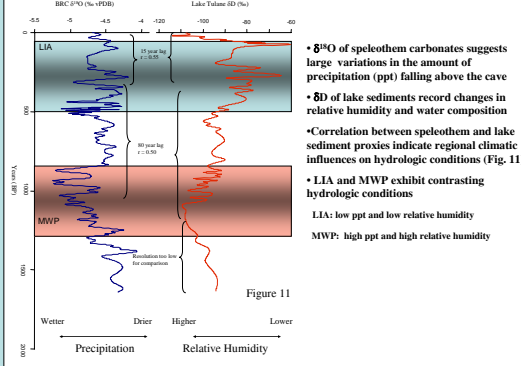 BRC δ¹⁸O (‰ vPDB)
Lake Tulane δD (‰)
-5.5 -4.7 -3.9 -120 -100 -80 -60
0
500
1000
1500
2000
Years (BP)
LIA
15 year lag
r = 0.55
80 year lag
r = 0.50
MWP
Resolution too low
for comparison
Figure 11
Wetter Drier Higher Lower
Precipitation Relative Humidity
• δ¹⁸O of speleothem carbonates suggests
large variations in the amount of
precipitation (ppt) falling above the cave
• δD of lake sediments record changes in
relative humidity and water composition
•Correlation between speleothem and lake
sediment proxies indicate regional climatic
influences on hydrologic conditions (Fig. 11
• LIA and MWP exhibit contrasting
hydrologic conditions
LIA: low ppt and low relative humidity
MWP: high ppt and high relative humidity